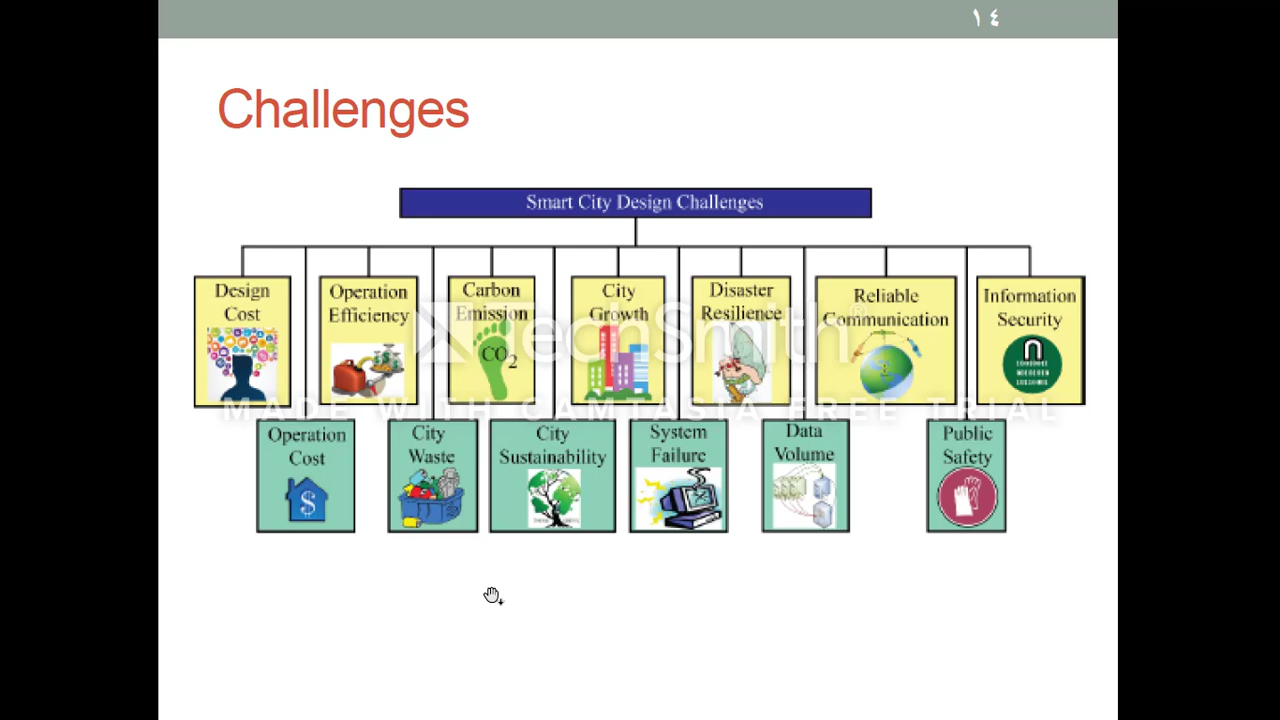 ١٤
Challenges
Smart City Design Challenges
Design
Cost
Operation
Efficiency
Carbon
Emission
CO2
City
Growth
Disaster
Resilience
Reliable
Communication
Information
Security
TechSmith®
MADE WITH CAMTASIA FREE TRIAL
Operation
Cost
$
City
Waste
City
Sustainability
System
Failure
Data
Volume
Public
Safety